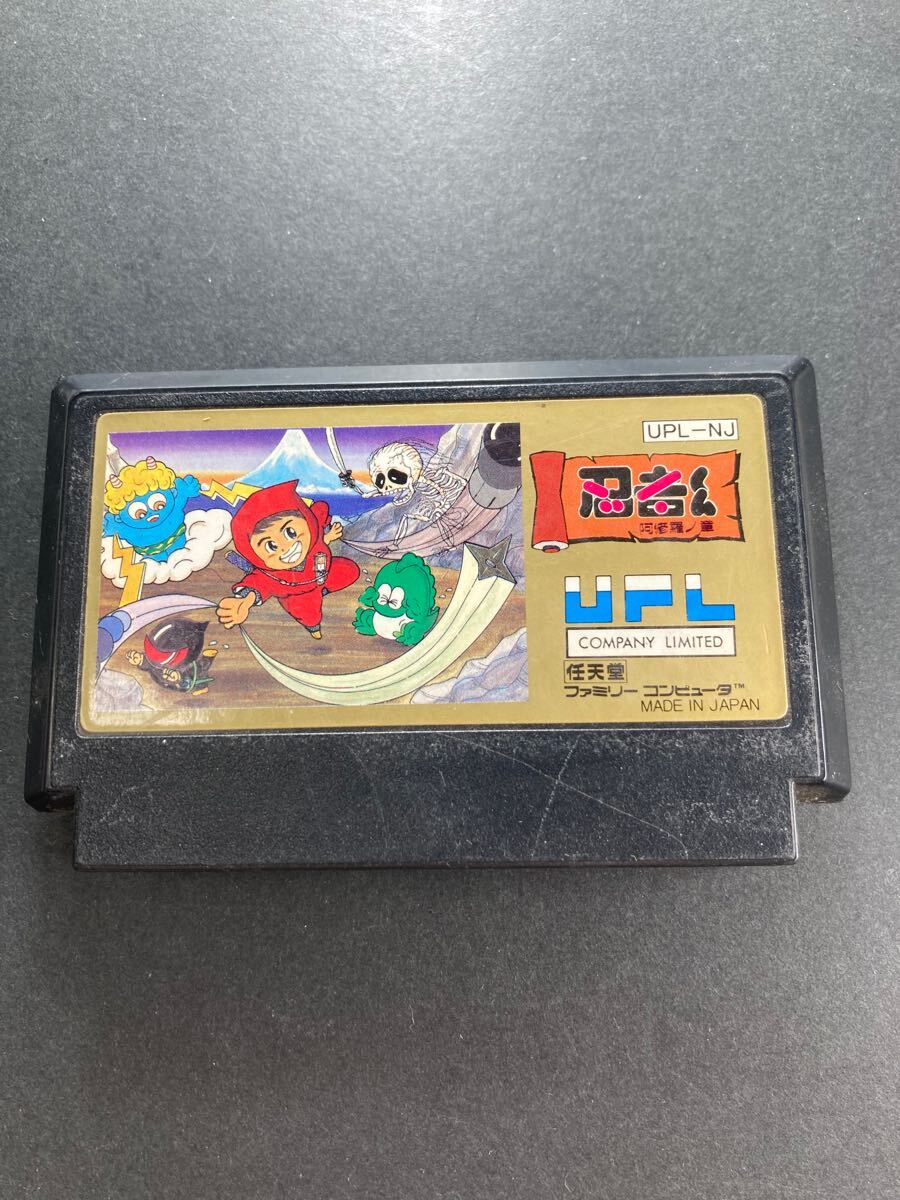 UPL-NJ
忍者くん
阿修羅ノ章
UPL
COMPANY LIMITED
任天堂
ファミリー コンピュータ™
MADE IN JAPAN